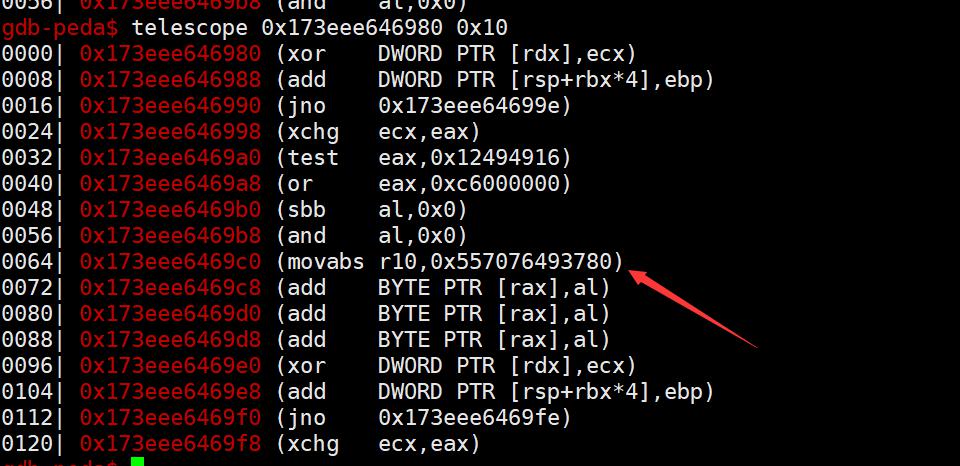 0056| 0x173eee6469b8 (and    al,0x0)
gdb-peda$ telescope 0x173eee646980 0x10
0000| 0x173eee646980 (xor    DWORD PTR [rdx],ecx)
0008| 0x173eee646988 (add    DWORD PTR [rsp+rbx*4],ebp)
0016| 0x173eee646990 (jno    0x173eee64699e)
0024| 0x173eee646998 (xchg   ecx,eax)
0032| 0x173eee6469a0 (test   eax,0x12494916)
0040| 0x173eee6469a8 (or     eax,0xc6000000)
0048| 0x173eee6469b0 (sbb    al,0x0)
0056| 0x173eee6469b8 (and    al,0x0)
0064| 0x173eee6469c0 (movabs r10,0x557076493780)
0072| 0x173eee6469c8 (add    BYTE PTR [rax],al)
0080| 0x173eee6469d0 (add    BYTE PTR [rax],al)
0088| 0x173eee6469d8 (add    BYTE PTR [rax],al)
0096| 0x173eee6469e0 (xor    DWORD PTR [rdx],ecx)
0104| 0x173eee6469e8 (add    DWORD PTR [rsp+rbx*4],ebp)
0112| 0x173eee6469f0 (jno    0x173eee6469fe)
0120| 0x173eee6469f8 (xchg   ecx,eax)
gdb-peda$